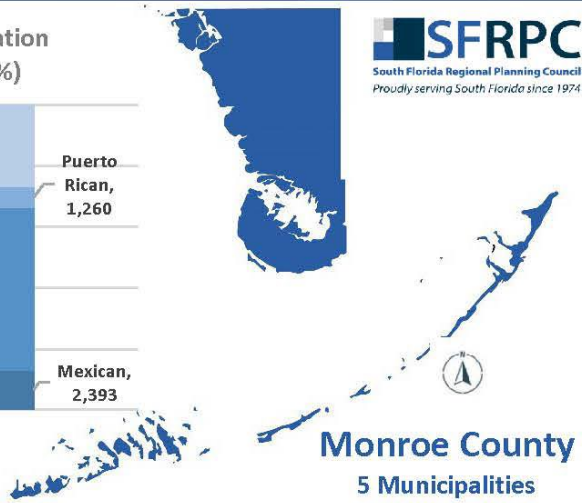 ation
%)
SFRPC
South Florida Regional Planning Council
Proudly serving South Florida since 1974
Puerto
Rican,
1,260
Mexican,
2,393
N
Monroe County
5 Municipalities